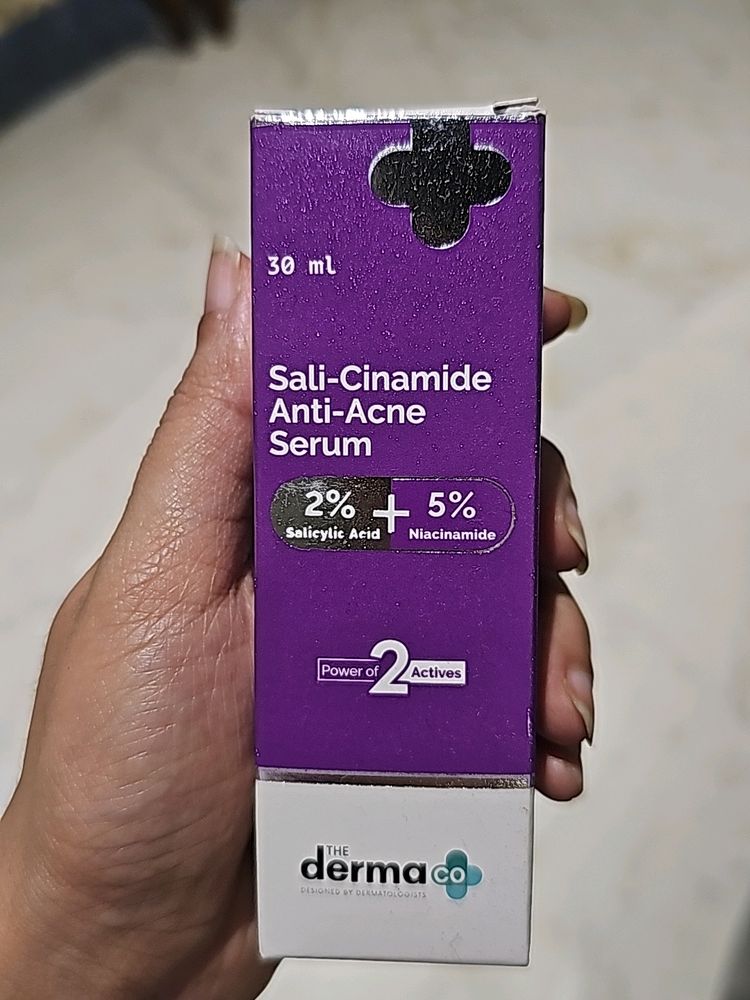 30 ml
Sali-Cinamide
Anti-Acne
Serum
2% + 5%
Salicylic Acid Niacinamide
Power of 2 Actives
THE
derma co
DESIGNED BY DERMATOLOGISTS